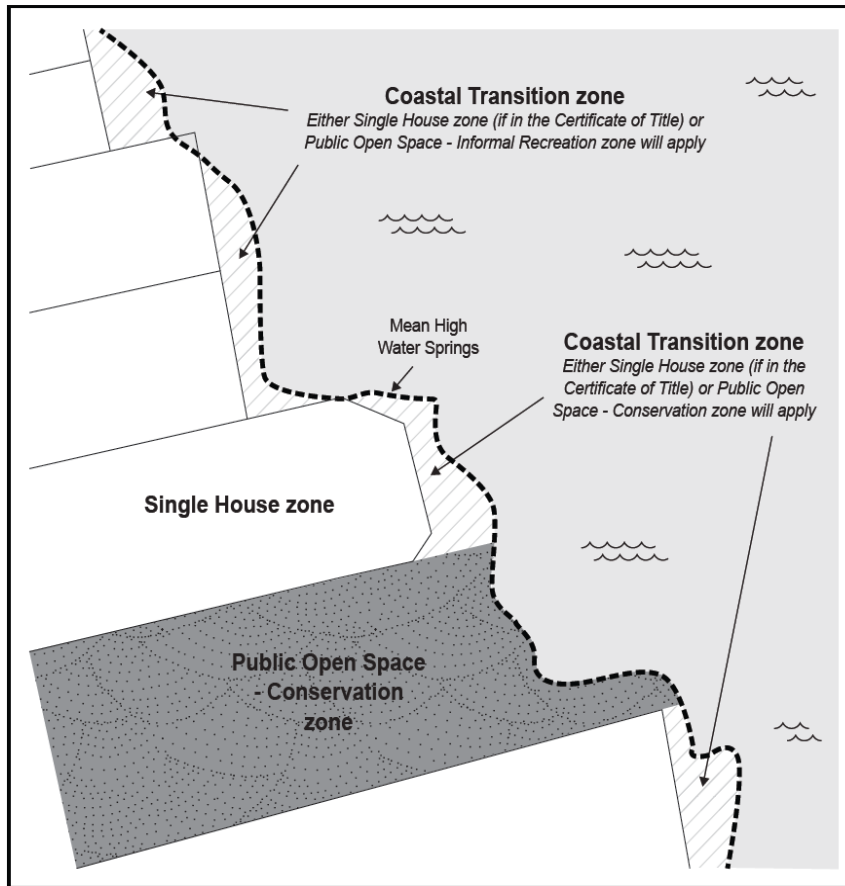 Coastal Transition zone
Either Single House zone (if in the Certificate of Title) or
Public Open Space - Informal Recreation zone will apply
Mean High
Water Springs
Coastal Transition zone
Either Single House zone (if in the
Certificate of Title) or Public Open
Space - Conservation zone will apply
Single House zone
Public Open Space
- Conservation
zone